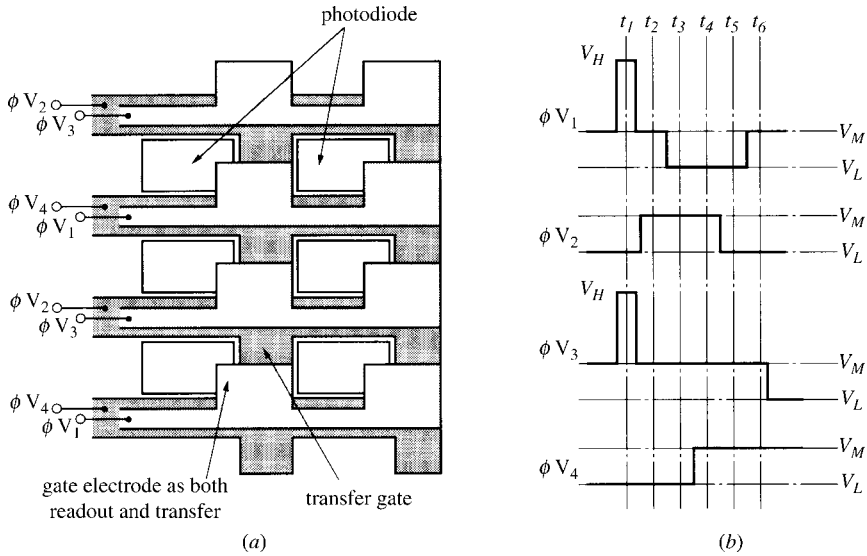 photodiode
φ V2
φ V3
φ V4
φ V1
φ V2
φ V3
φ V4
φ V1
gate electrode as both
readout and transfer
transfer gate
(a)
t1 t2 t3 t4 t5 t6
VH
φ V1
VM
VL
VM
φ V2
VL
VH
φ V3
VM
VL
VM
φ V4
VL
(b)